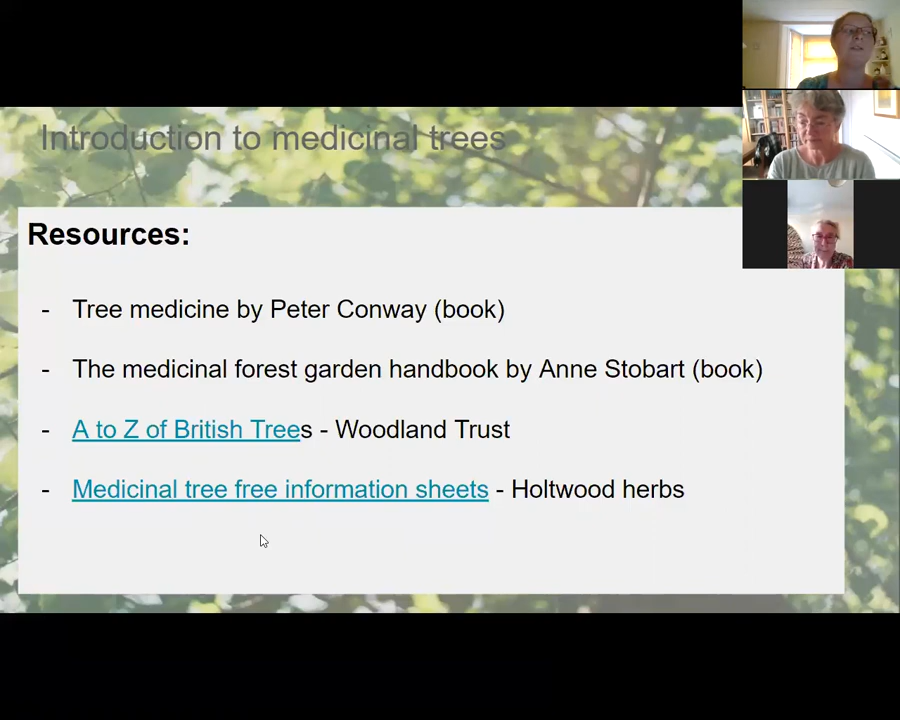 Introduction to medicinal trees
Resources:
- Tree medicine by Peter Conway (book)
- The medicinal forest garden handbook by Anne Stobart (book)
- A to Z of British Trees - Woodland Trust
- Medicinal tree free information sheets - Holtwood herbs